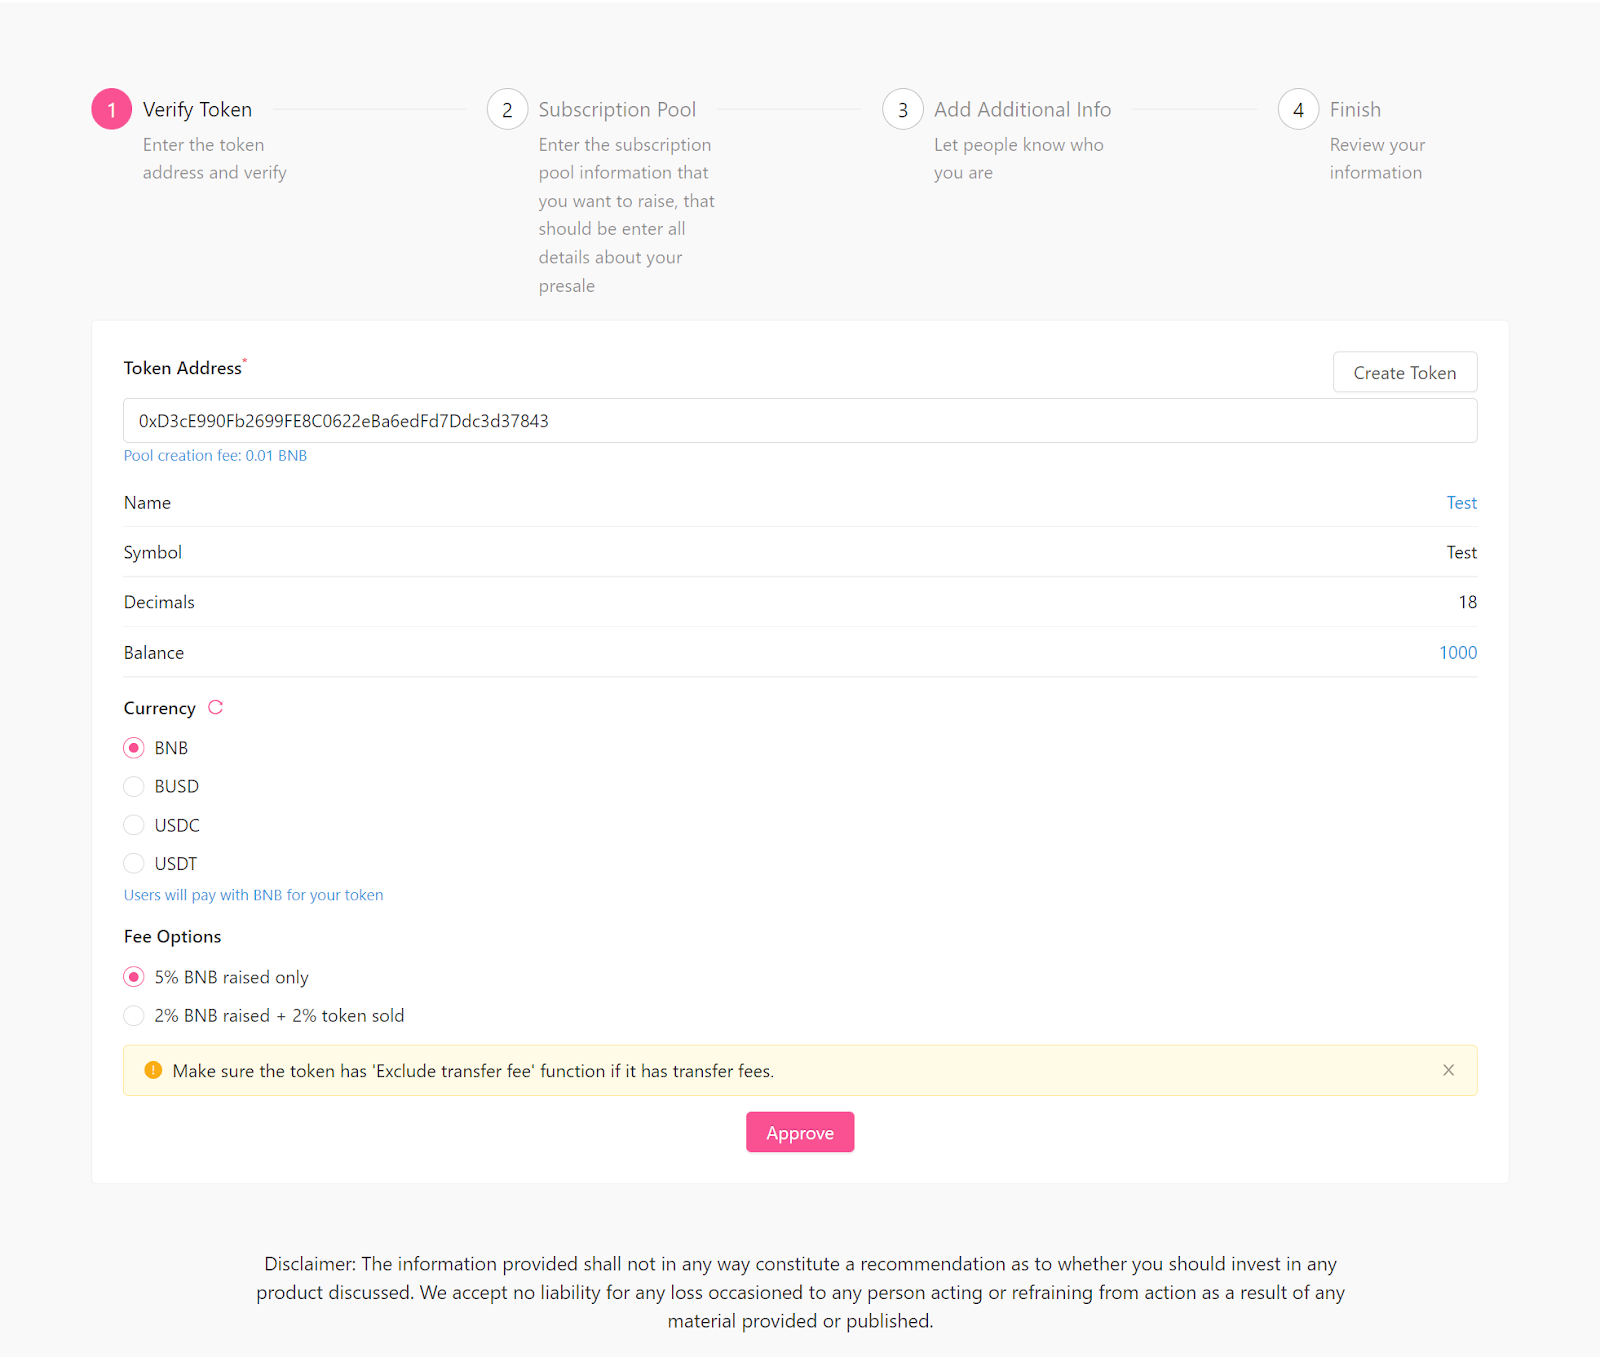 1 Verify Token
Enter the token
address and verify
2 Subscription Pool
Enter the subscription
pool information that
you want to raise, that
should be enter all
details about your
presale
3 Add Additional Info
Let people know who
you are
4 Finish
Review your
information
Token Address*
Create Token
0xD3cE990Fb2699FE8C0622eBa6edFd7Ddc3d37843
Pool creation fee: 0.01 BNB
Name Test
Symbol Test
Decimals 18
Balance 1000
Currency
BNB
BUSD
USDC
USDT
Users will pay with BNB for your token
Fee Options
5% BNB raised only
2% BNB raised + 2% token sold
Make sure the token has 'Exclude transfer fee' function if it has transfer fees.
Approve
Disclaimer: The information provided shall not in any way constitute a recommendation as to whether you should invest in any
product discussed. We accept no liability for any loss occasioned to any person acting or refraining from action as a result of any
material provided or published.